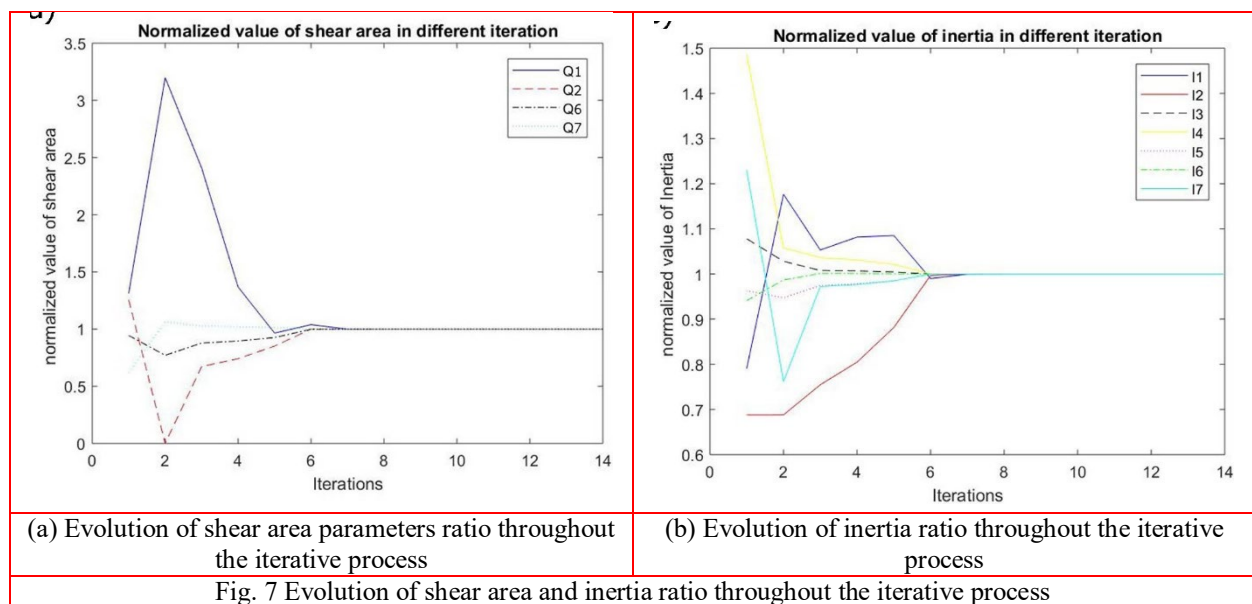 Normalized value of shear area in different iteration
3.5
3
2.5
2
1.5
1
0.5
0
normalized value of shear area
Q1
Q2
Q6
Q7
0 2 4 6 8 10 12 14
Iterations
Normalized value of inertia in different iteration
1.5
1.4
1.3
1.2
1.1
1
0.9
0.8
0.7
0.6
normalized value of Inertia
I1
I2
I3
I4
I5
I6
I7
0 2 4 6 8 10 12 14
Iterations
(a) Evolution of shear area parameters ratio throughout
the iterative process
(b) Evolution of inertia ratio throughout the iterative
process
Fig. 7 Evolution of shear area and inertia ratio throughout the iterative process